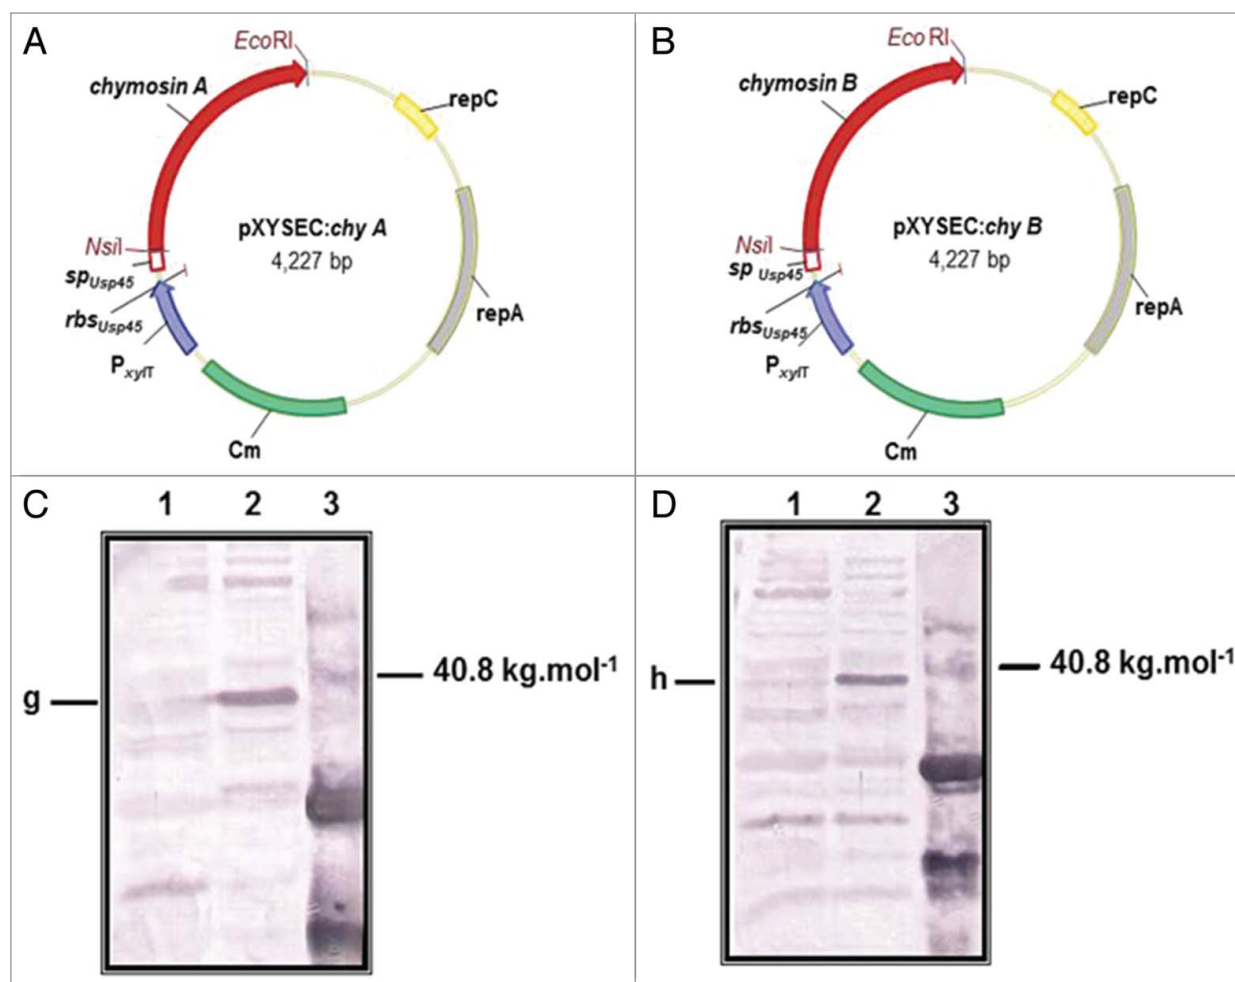 A
EcoRI
chymosin A
repC
pXYSEC:chy A
4,227 bp
NsiI
spUsp45
rbsUsp45
PxylT
repA
Cm
B
EcoRI
chymosin B
repC
pXYSEC:chy B
4,227 bp
NsiI
sp Usp45
rbsUsp45
PxylT
repA
Cm
C
1 2 3
40.8 kg.mol-1
g
D
1 2 3
40.8 kg.mol-1
h